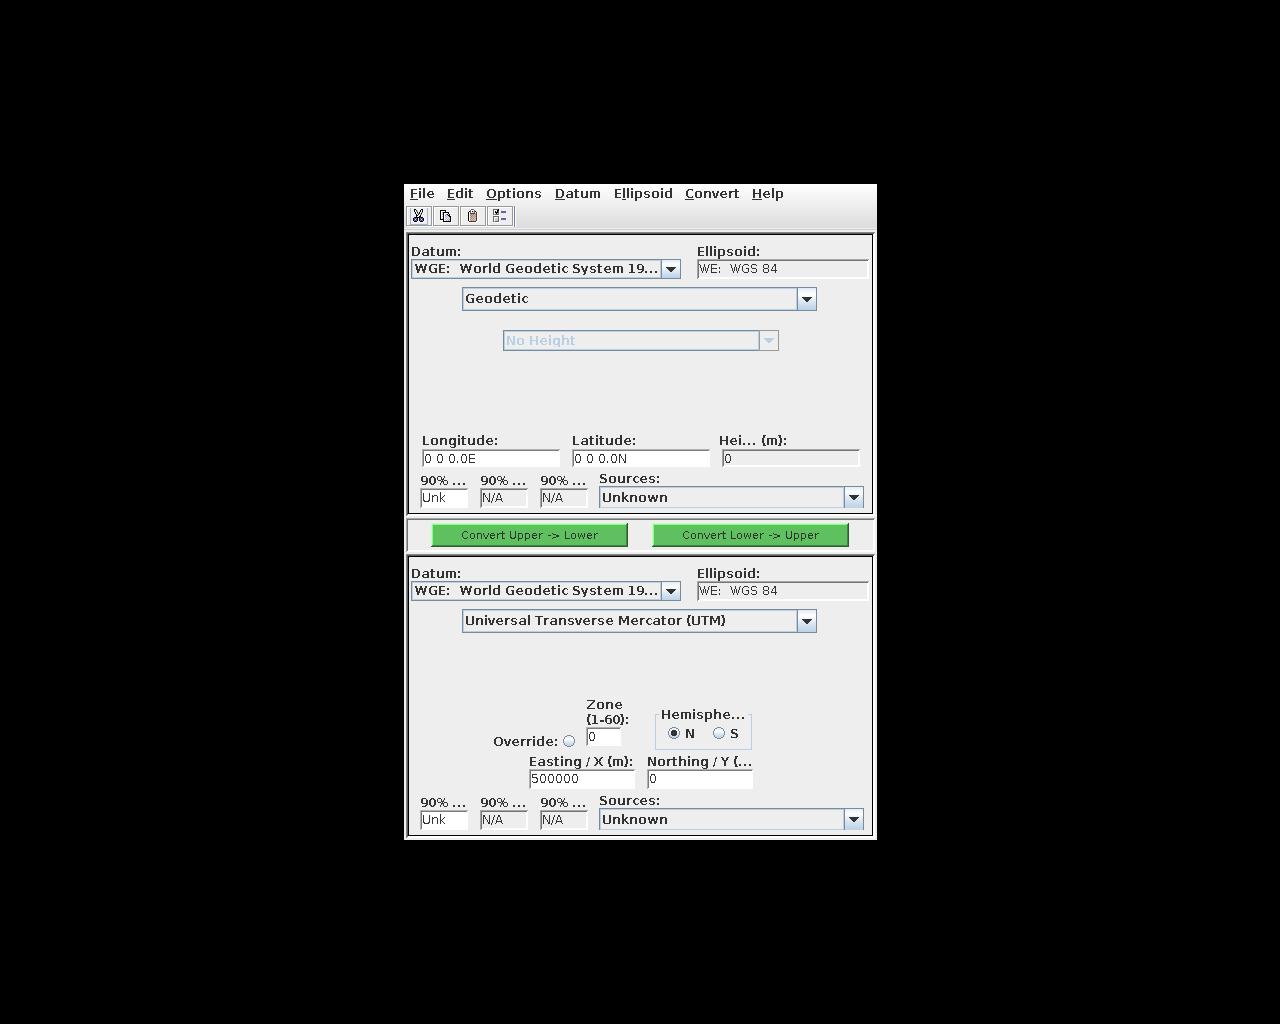 File Edit Options Datum Ellipsoid Convert Help
Datum: Ellipsoid:
WGE: World Geodetic System 19... WE: WGS 84
Geodetic
No Height
Longitude: Latitude: Hei... (m):
0 0 0.0E 0 0 0.0N 0
90% ... 90% ... 90% ... Sources:
Unk N/A N/A Unknown
Convert Upper -> Lower Convert Lower -> Upper
Datum: Ellipsoid:
WGE: World Geodetic System 19... WE: WGS 84
Universal Transverse Mercator (UTM)
Zone
(1-60): Hemisphe...
Override: 0 N S
Easting / X (m): Northing / Y (...
500000 0
90% ... 90% ... 90% ... Sources:
Unk N/A N/A Unknown